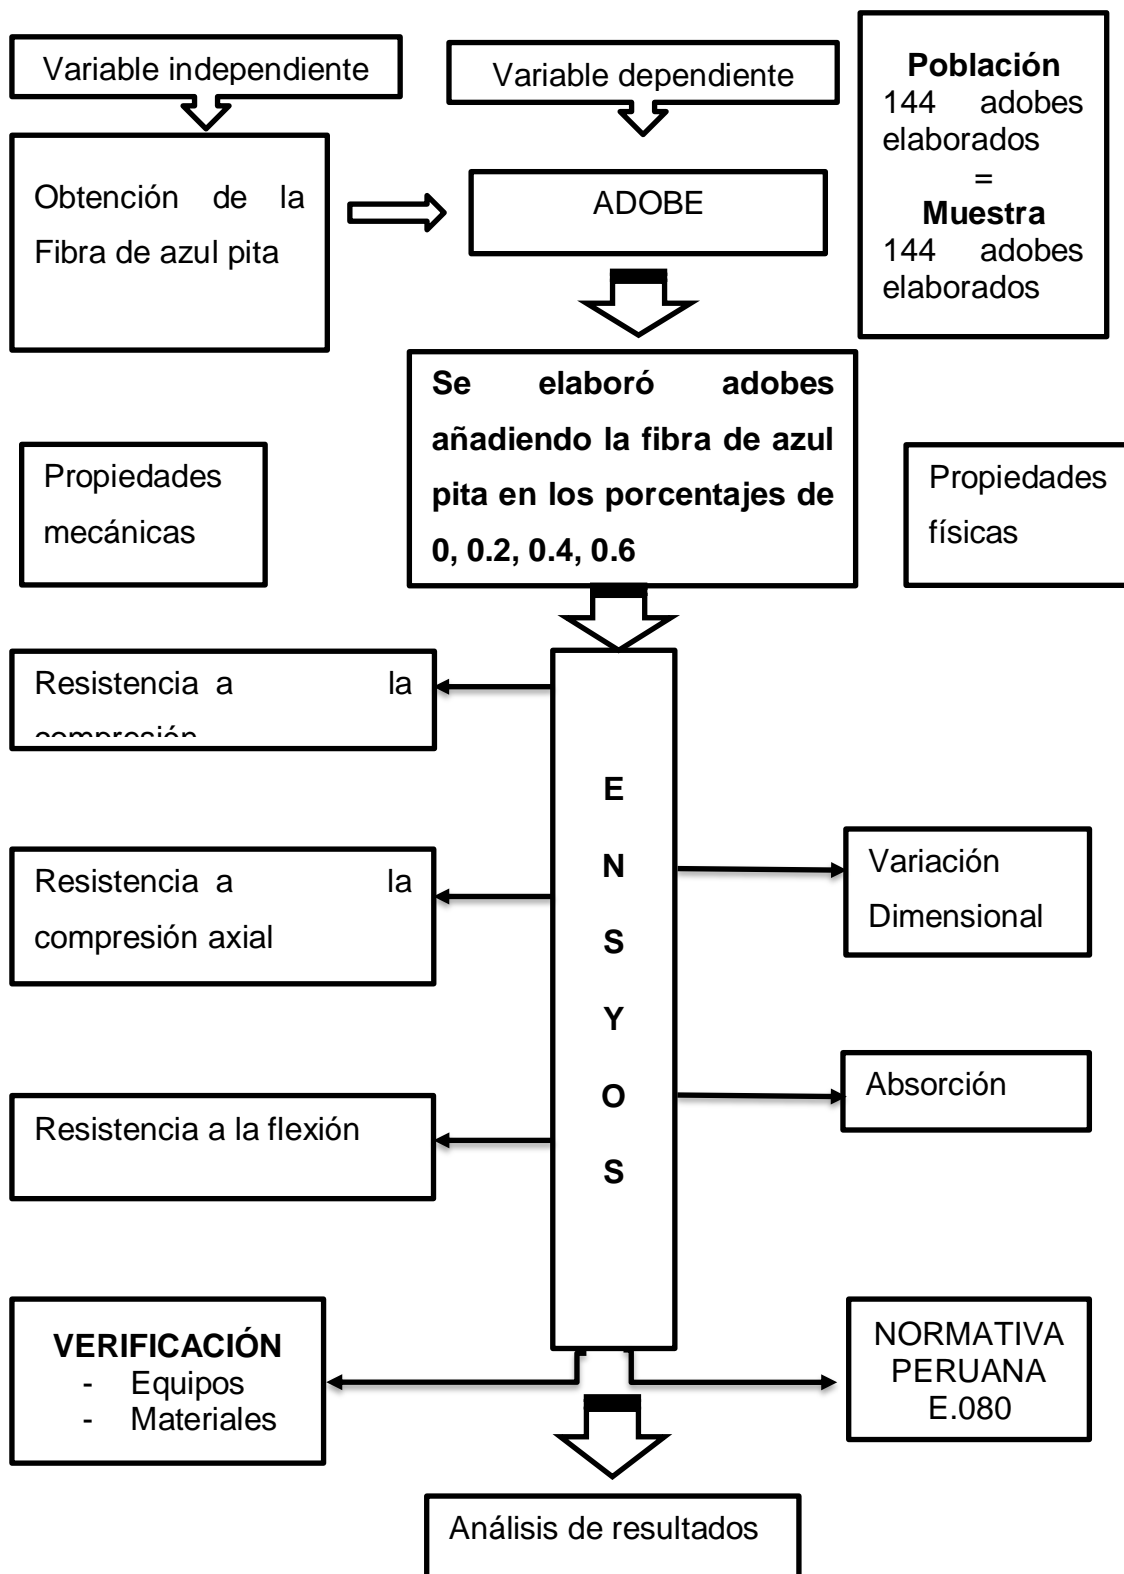 Variable independiente
Variable dependiente
Población
144 adobes
elaborados
=
Muestra
144 adobes
elaborados
Obtención de la
Fibra de azul pita
ADOBE
Se elaboró adobes
añadiendo la fibra de azul
pita en los porcentajes de
0, 0.2, 0.4, 0.6
Propiedades
mecánicas
Propiedades
físicas
Resistencia a la
compresión
Resistencia a la
compresión axial
Resistencia a la flexión
E
N
S
Y
O
S
Variación
Dimensional
Absorción
VERIFICACIÓN
- Equipos
- Materiales
NORMATIVA
PERUANA
E.080
Análisis de resultados